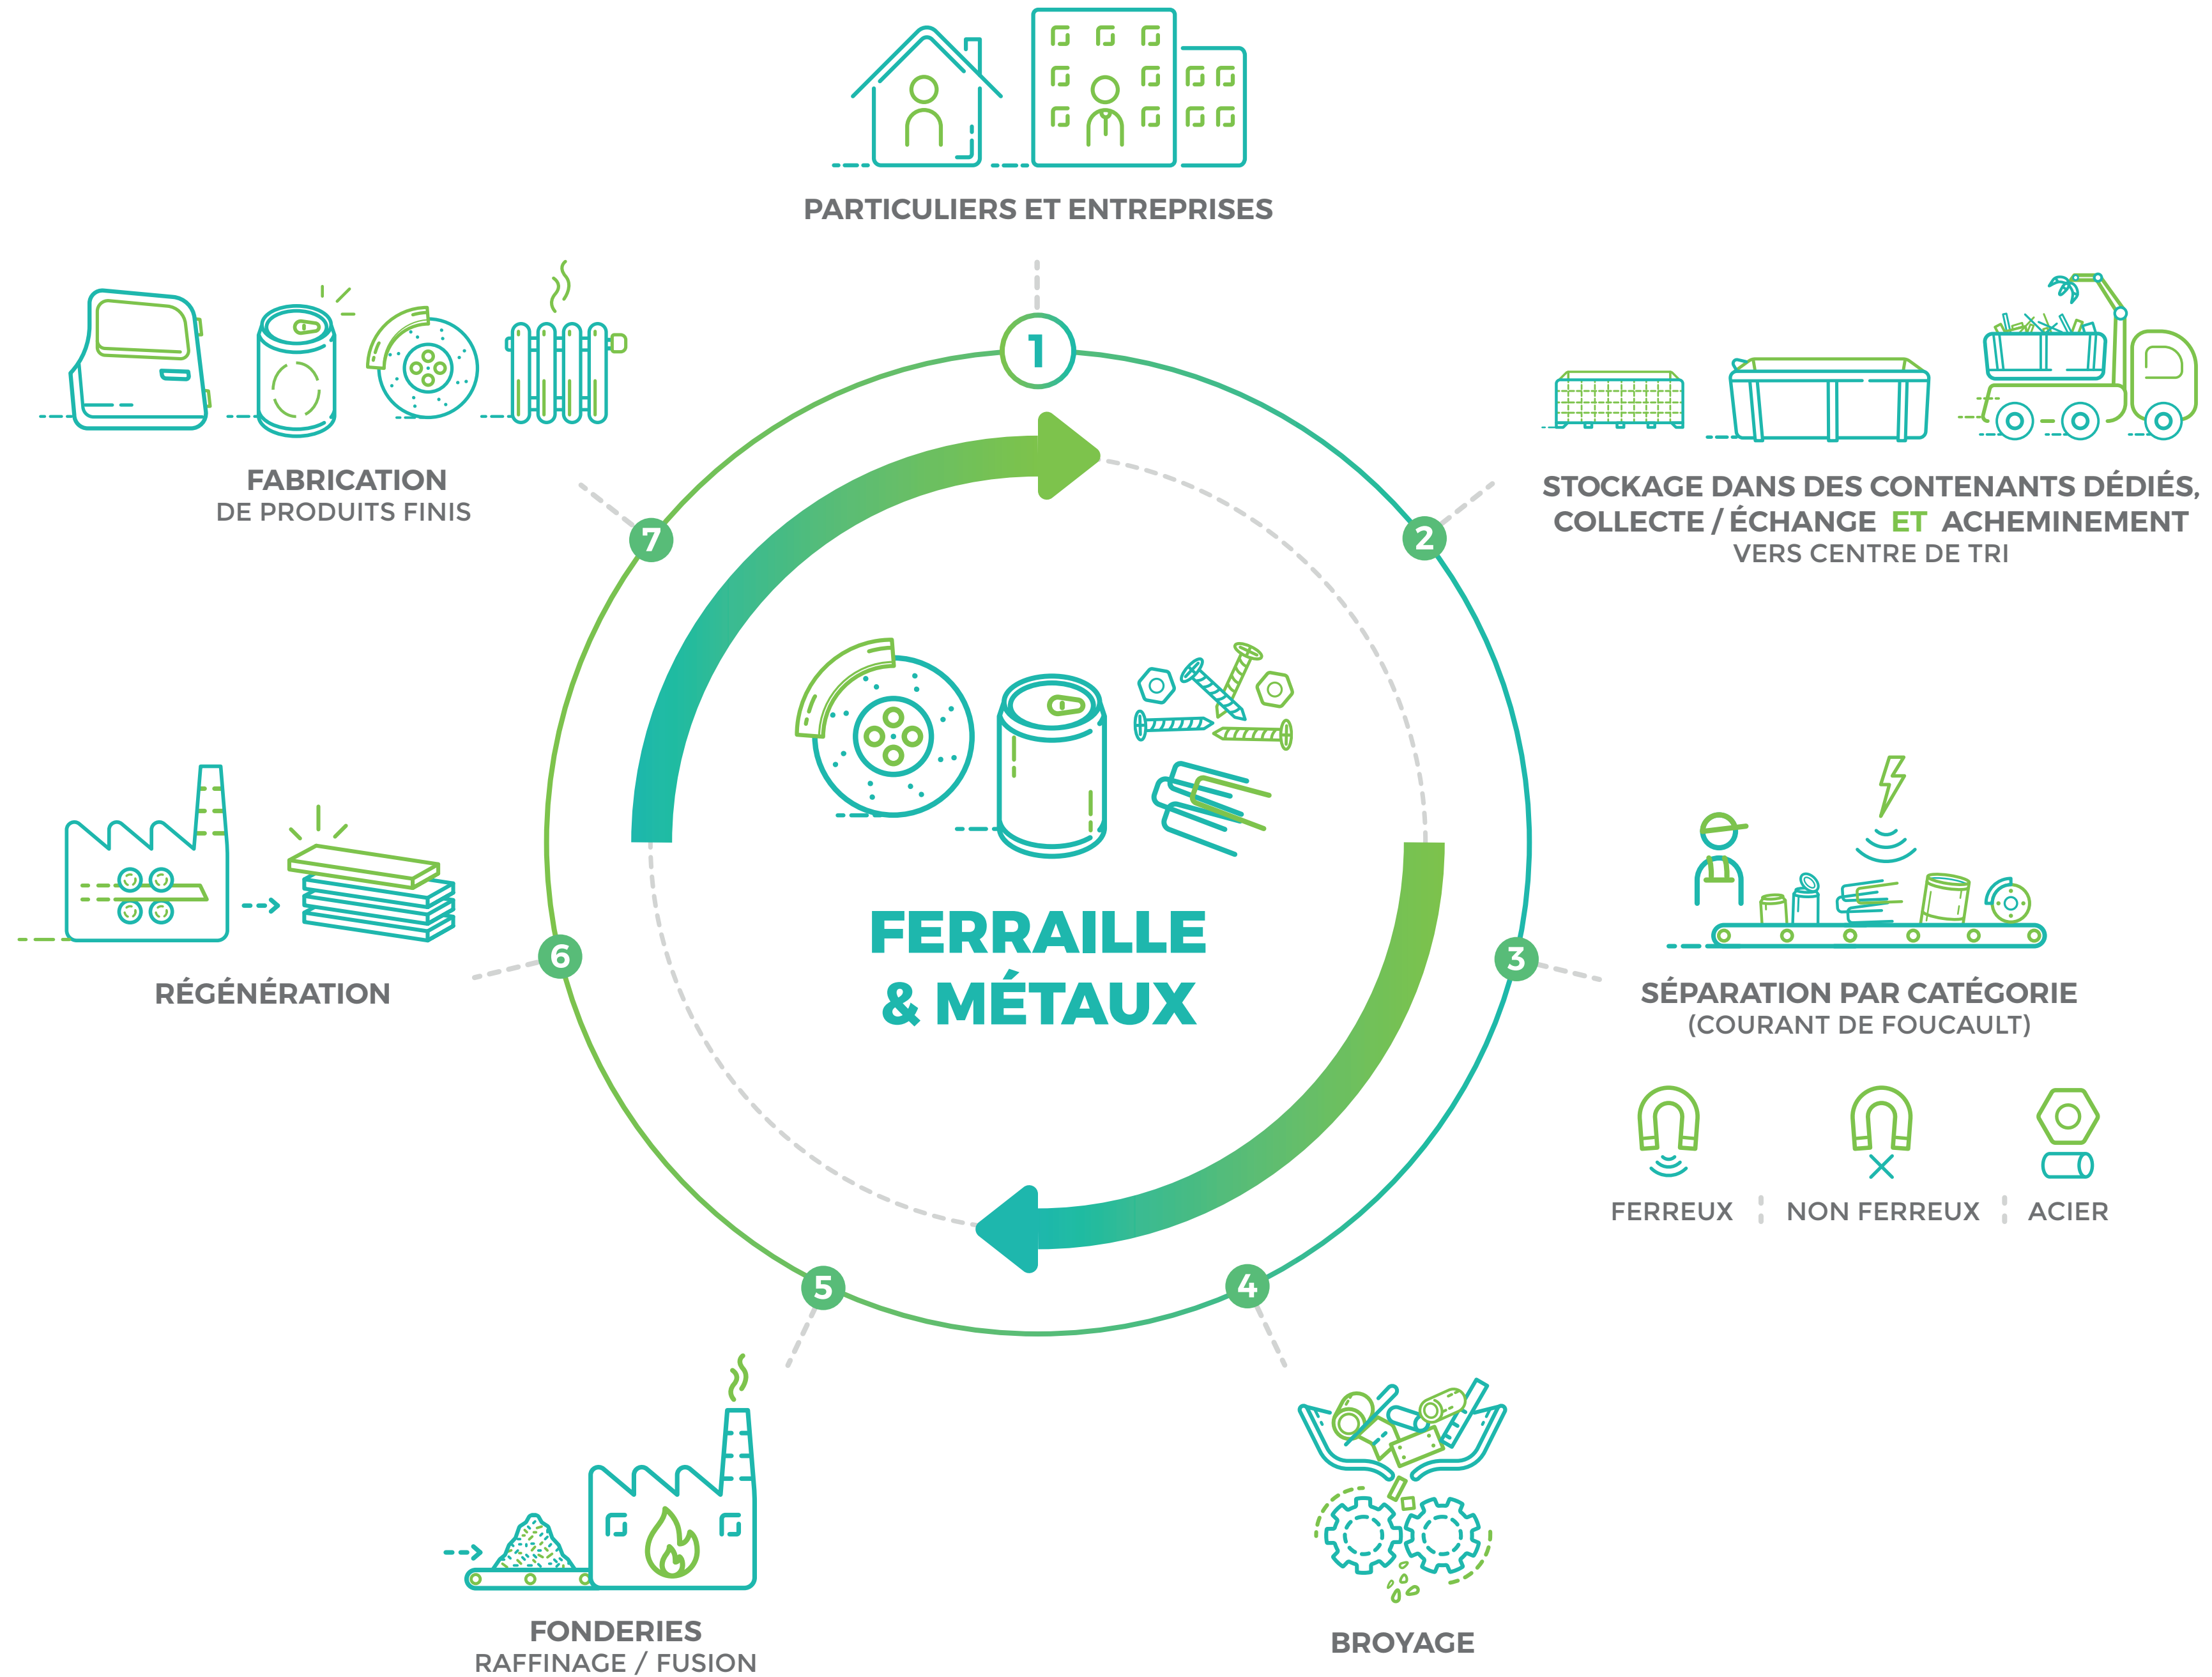 PARTICULIERS ET ENTREPRISES
1
2
STOCKAGE DANS DES CONTENANTS DÉDIÉS,
COLLECTE / ÉCHANGE ET ACHEMINEMENT
VERS CENTRE DE TRI
3
SÉPARATION PAR CATÉGORIE
(COURANT DE FOUCAULT)
FERREUX
NON FERREUX
ACIER
4
BROYAGE
5
FONDERIES
RAFFINAGE / FUSION
6
RÉGÉNÉRATION
7
FABRICATION
DE PRODUITS FINIS
FERRAILLE
& MÉTAUX